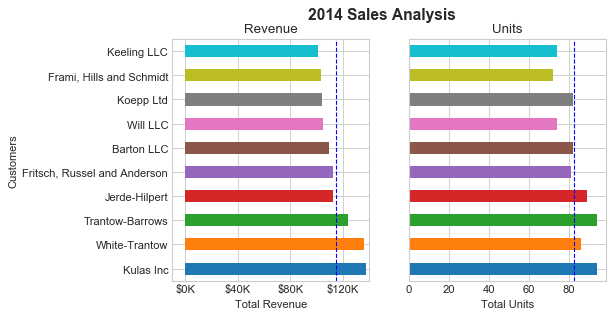 2014 Sales Analysis
Revenue
Units
Customers
Keeling LLC
Frami, Hills and Schmidt
Koepp Ltd
Will LLC
Barton LLC
Fritsch, Russel and Anderson
Jerde-Hilpert
Trantow-Barrows
White-Trantow
Kulas Inc
$0K $40K $80K $120K
Total Revenue
0 20 40 60 80
Total Units